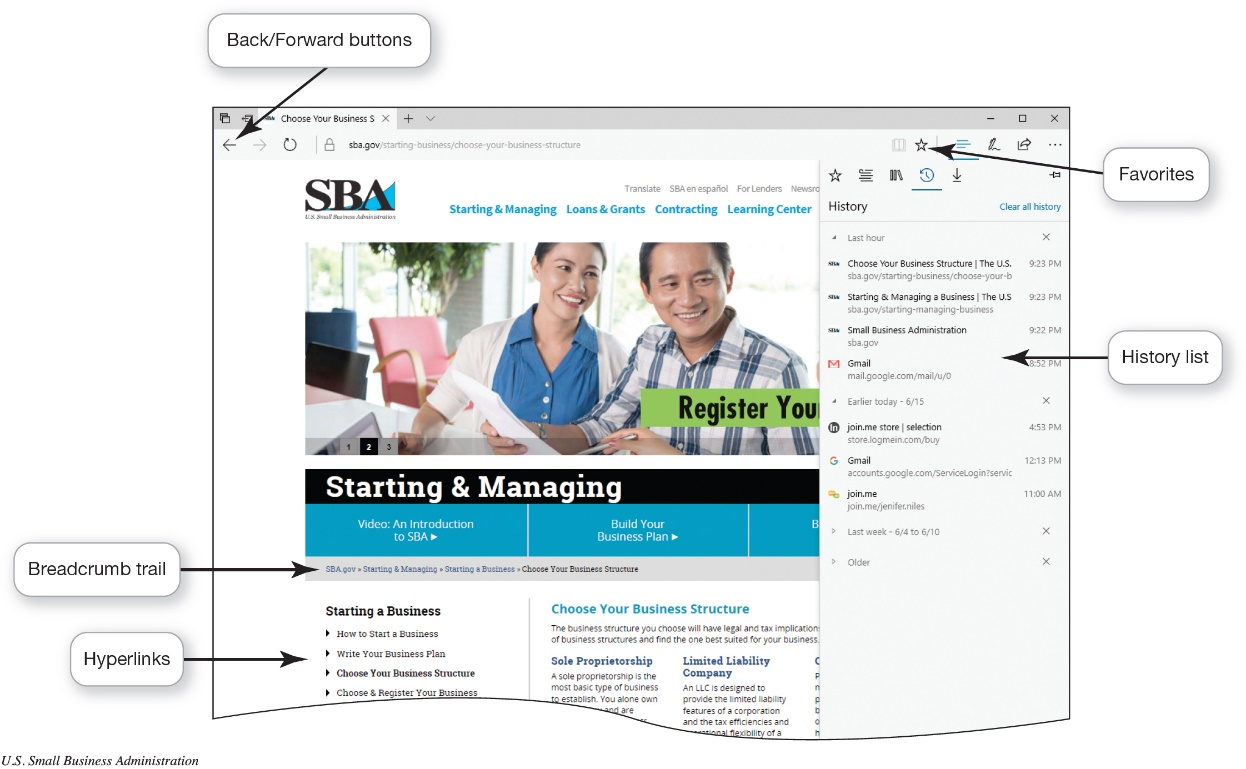 Back/Forward buttons
Choose Your Business S
sba.gov/starting-business/choose-your-business-structure
Favorites
SBA
U.S. Small Business Administration
Translate SBA en español For Lenders Newsro
Starting & Managing Loans & Grants Contracting Learning Center
History Clear all history
Last hour
Choose Your Business Structure | The U.S. 9:23 PM
sba.gov/starting-business/choose-your-b
Starting & Managing a Business | The U.S 9:23 PM
sba.gov/starting-managing-business
Small Business Administration 9:22 PM
sba.gov
Gmail 8:52 PM
mail.google.com/mail/u/0
History list
Earlier today - 6/15
join.me store | selection 4:53 PM
store.logmein.com/buy
Gmail 12:13 PM
accounts.google.com/ServiceLogin?servic
join.me 11:00 AM
join.me/jenifer.niles
Last week - 6/4 to 6/10
Older
Register You
1 2 3
Starting & Managing
Video: An Introduction
to SBA ▸
Build Your
Business Plan ▸
B
Breadcrumb trail
SBA.gov » Starting & Managing » Starting a Business » Choose Your Business Structure
Hyperlinks
Starting a Business
How to Start a Business
Write Your Business Plan
Choose Your Business Structure
Choose & Register Your Business
Choose Your Business Structure
The business structure you choose will have legal and tax implication
of business structures and find the one best suited for your business.
Sole Proprietorship
A sole proprietorship is the
most basic type of business
to establish. You alone own
and are
Limited Liability
Company
An LLC is designed to
provide the limited liability
features of a corporation
and the tax efficiencies and
flexibility of a
U.S. Small Business Administration